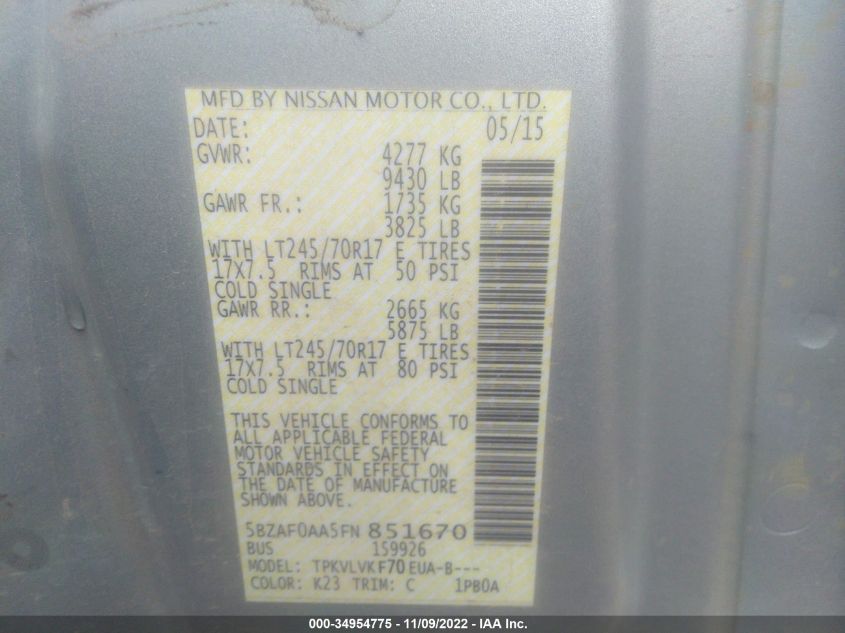 MFD BY NISSAN MOTOR CO., LTD.
DATE: 05/15
GVWR: 4277 KG
9430 LB
GAWR FR.: 1735 KG
3825 LB
WITH LT245/70R17 E TIRES
17X7.5 RIMS AT 50 PSI
COLD SINGLE
GAWR RR.: 2665 KG
5875 LB
WITH LT245/70R17 E TIRES
17X7.5 RIMS AT 80 PSI
COLD SINGLE
THIS VEHICLE CONFORMS TO
ALL APPLICABLE FEDERAL
MOTOR VEHICLE SAFETY
STANDARDS IN EFFECT ON
THE DATE OF MANUFACTURE
SHOWN ABOVE.
5BZAF0AA5FN 851670
BUS 159926
MODEL: TPKVLVK F70 EUA-B---
COLOR: K23 TRIM: C 1PB0A
000-34954775 - 11/09/2022 - IAA Inc.